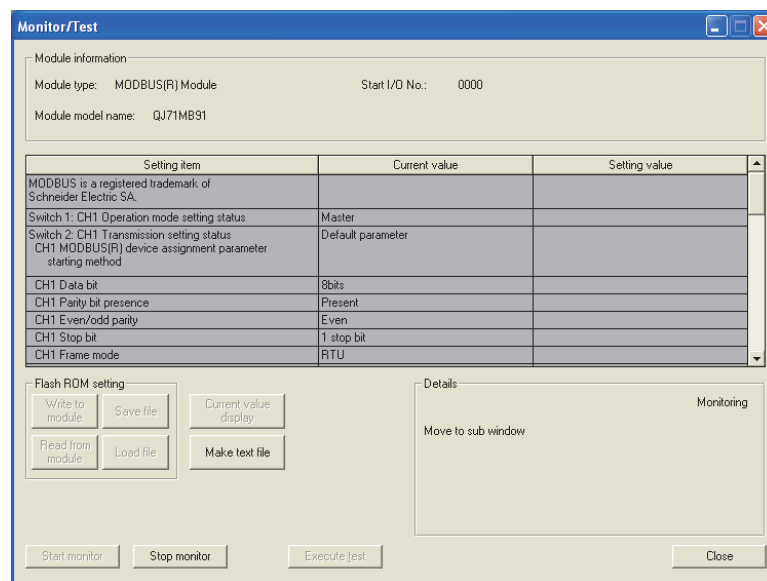 Monitor/Test
Module information
Module type: MODBUS(R) Module Start I/O No.: 0000
Module model name: QJ71MB91
Setting item Current value Setting value
MODBUS is a registered trademark of
Schneider Electric SA.
Switch 1: CH1 Operation mode setting status Master
Switch 2: CH1 Transmission setting status Default parameter
CH1 MODBUS(R) device assignment parameter
starting method
CH1 Data bit 8bits
CH1 Parity bit presence Present
CH1 Even/odd parity Even
CH1 Stop bit 1 stop bit
CH1 Frame mode RTU
Flash ROM setting
Write to
module
Save file
Current value
display
Read from
module
Load file
Make text file
Details
Monitoring
Move to sub window
Start monitor
Stop monitor
Execute test
Close